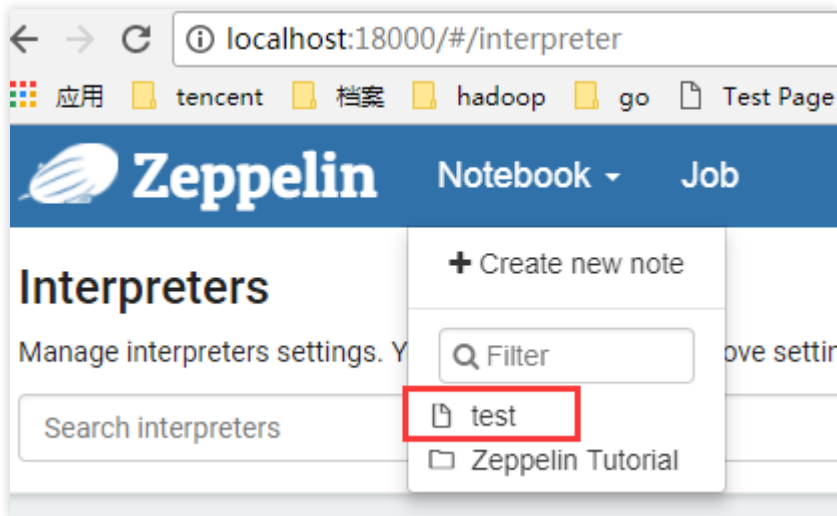 localhost:18000/#/interpreter
应用 tencent 档案 hadoop go Test Page
Zeppelin Notebook Job
Create new note
Interpreters
Manage interpreters settings. Y ove settin
Filter
Search interpreters
test
Zeppelin Tutorial